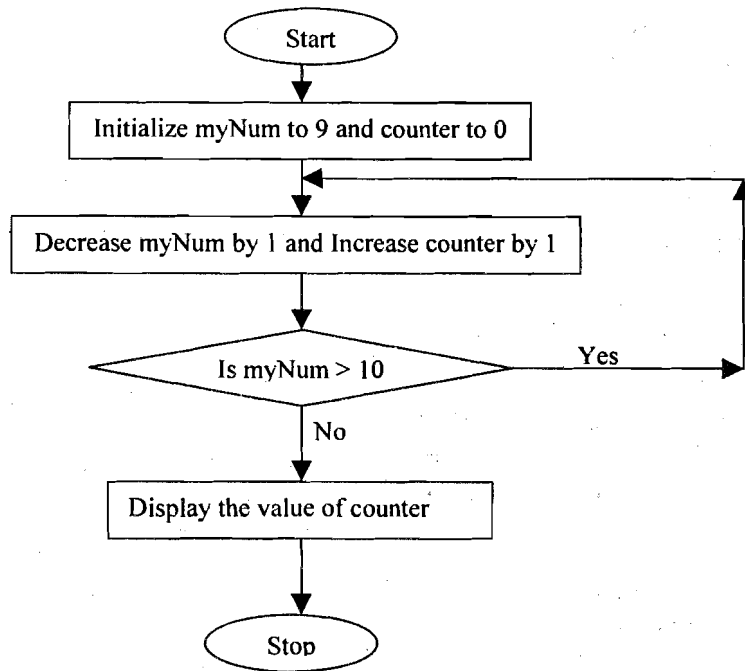 Start
Initialize myNum to 9 and counter to 0
Decrease myNum by 1 and Increase counter by 1
Is myNum > 10
Yes
No
Display the value of counter
Stop